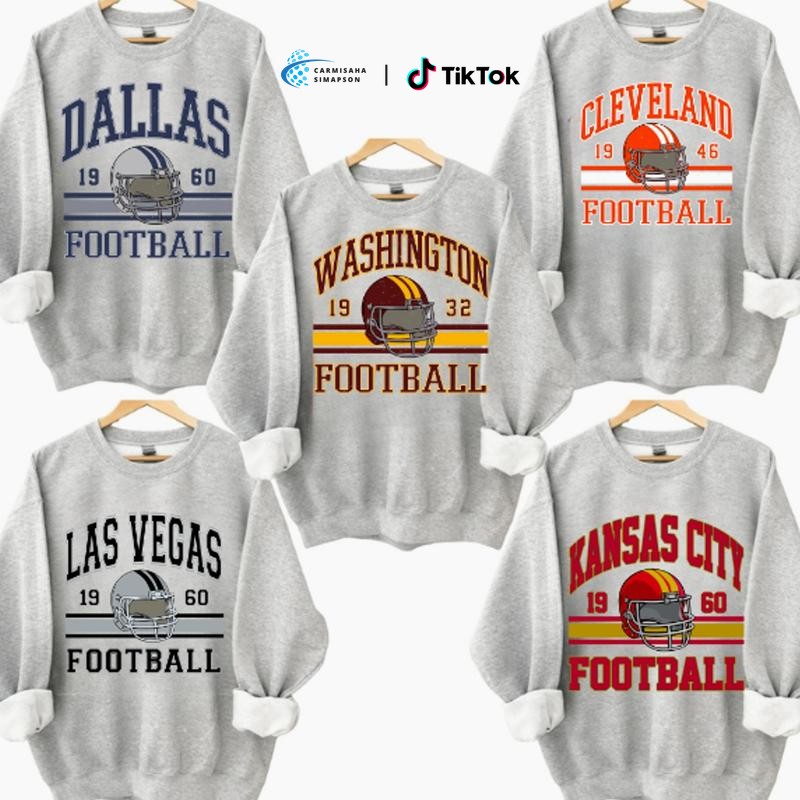 CARMISAHA
SIMAPSON
TikTok
DALLAS
19 60
FOOTBALL
CLEVELAND
19 46
FOOTBALL
WASHINGTON
19 32
FOOTBALL
LAS VEGAS
19 60
FOOTBALL
KANSAS CITY
19 60
FOOTBALL